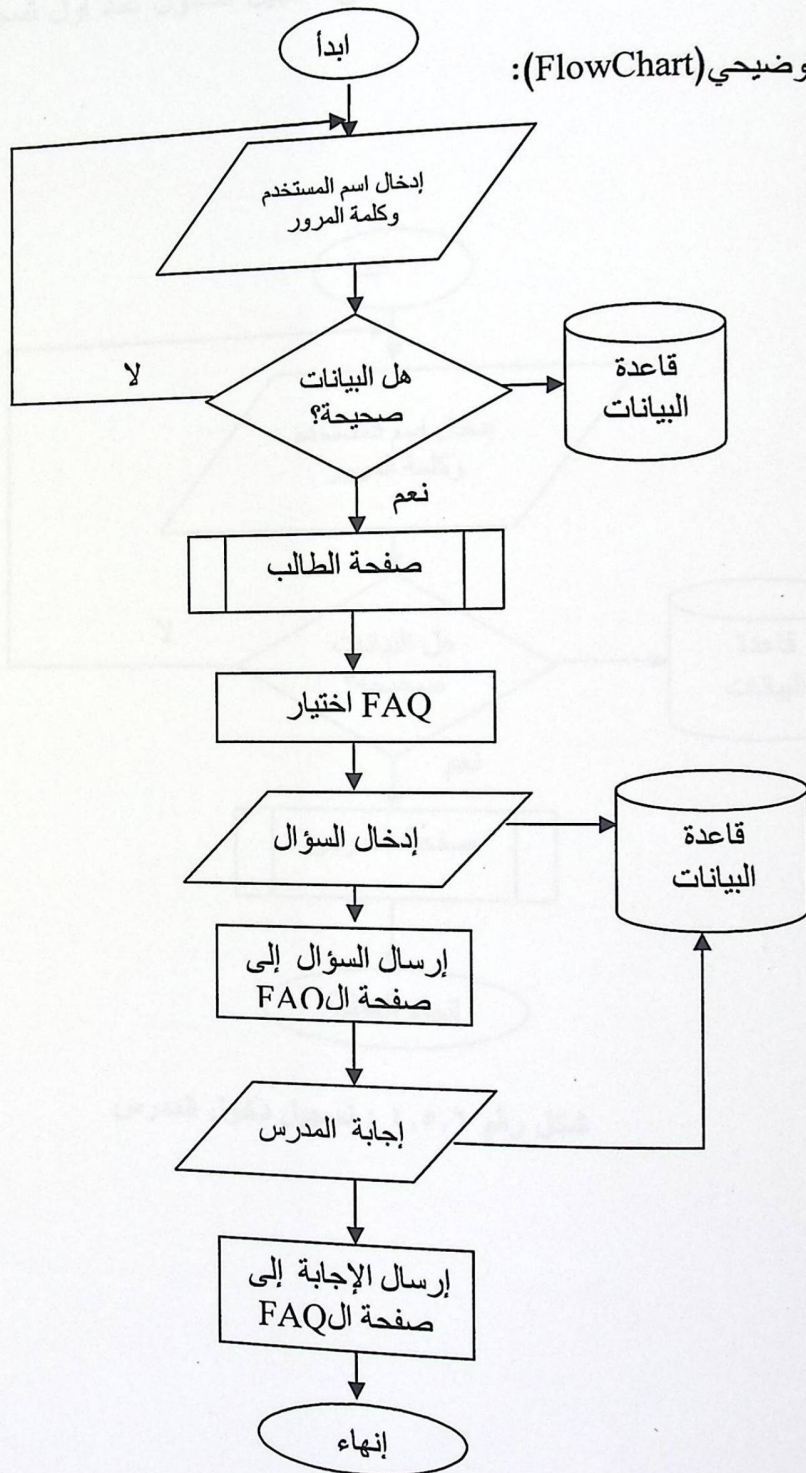 وضيحي(FlowChart):
ابدأ
إدخال اسم المستخدم
وكلمة المرور
هل البيانات
صحيحة؟
لا
قاعدة
البيانات
نعم
صفحة الطالب
اختيار FAQ
إدخال السؤال
قاعدة
البيانات
إرسال السؤال إلى
صفحة الFAQ
إجابة المدرس
إرسال الإجابة إلى
صفحة الFAQ
إنهاء